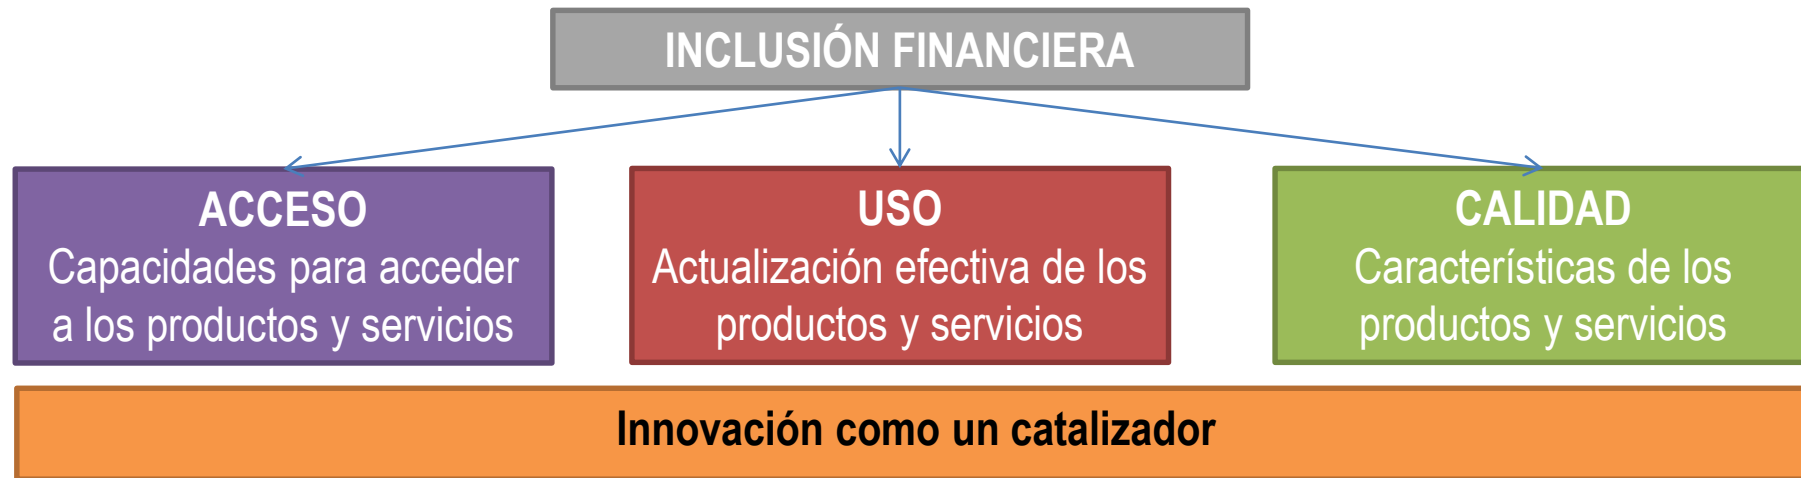 INCLUSIÓN FINANCIERA
ACCESO
Capacidades para acceder
a los productos y servicios
USO
Actualización efectiva de los
productos y servicios
CALIDAD
Características de los
productos y servicios
Innovación como un catalizador